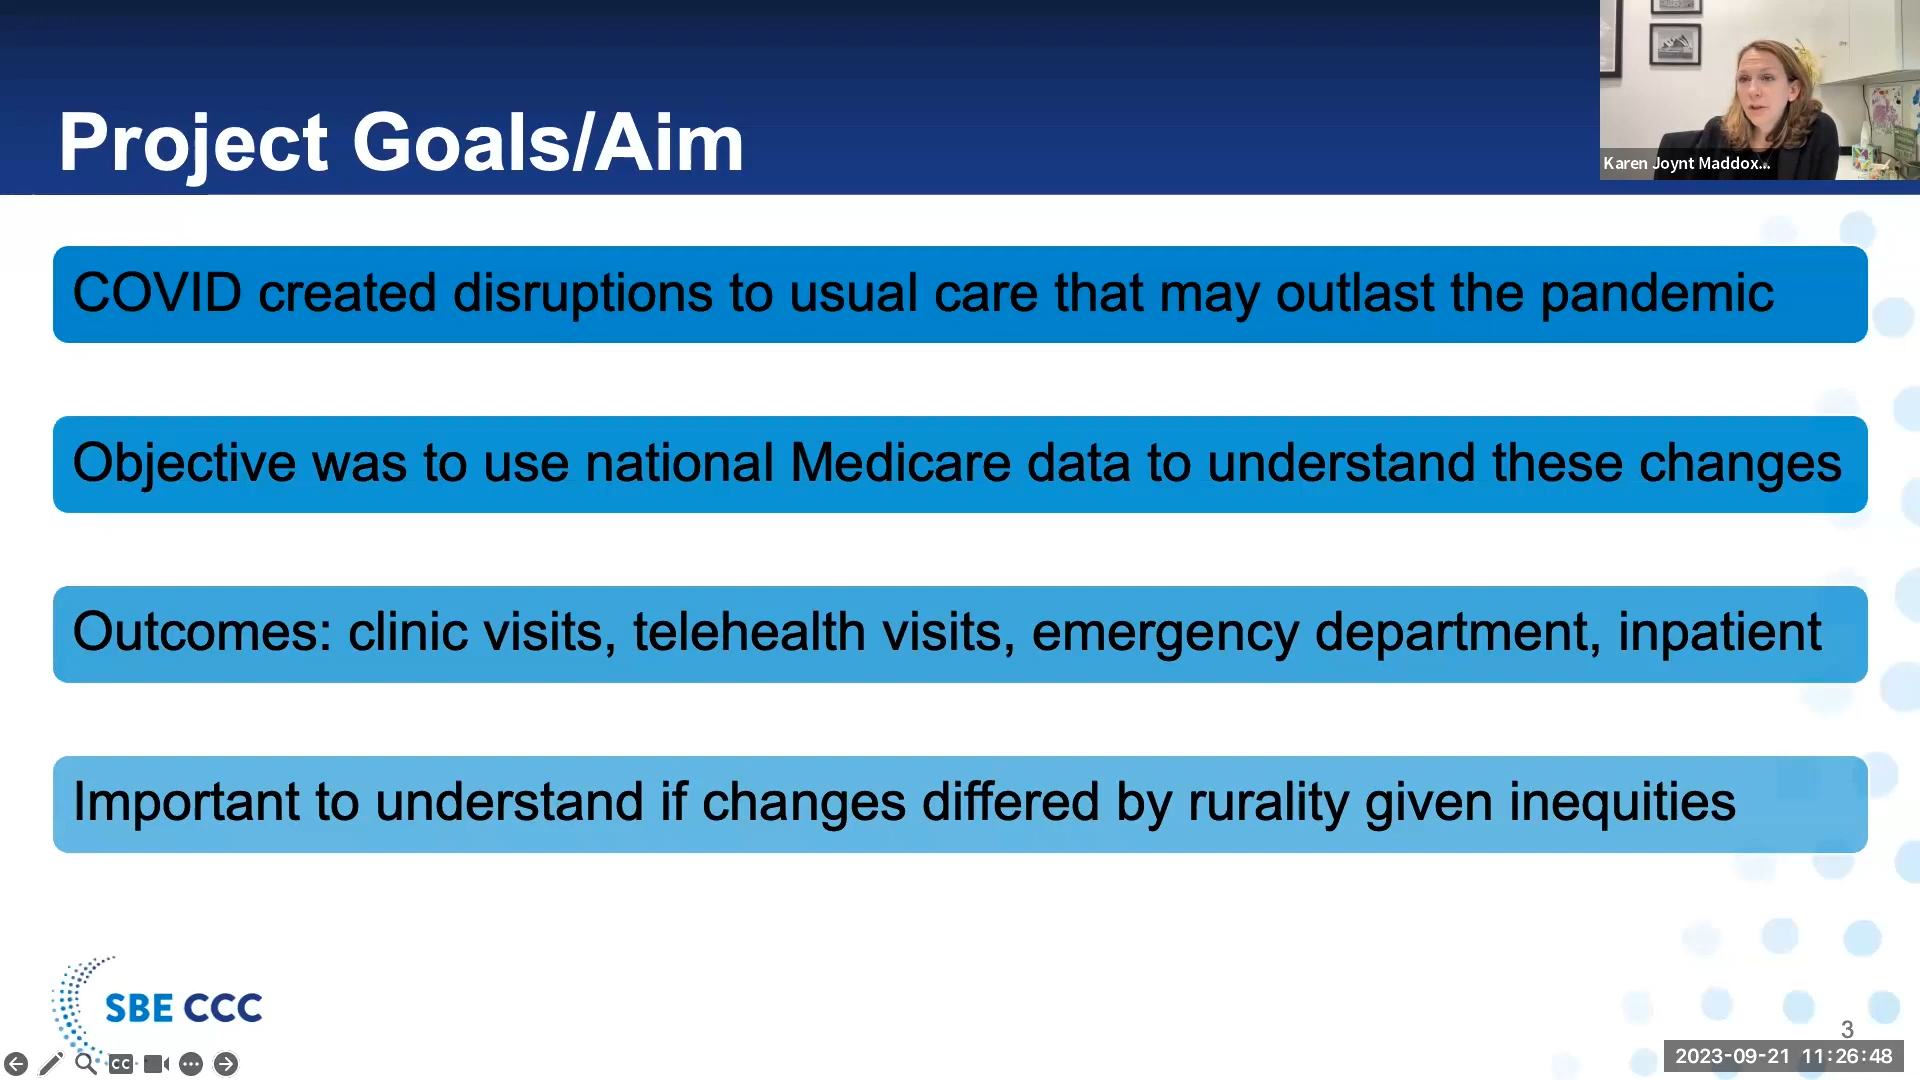 Project Goals/Aim
Karen Joynt Maddox...
COVID created disruptions to usual care that may outlast the pandemic
Objective was to use national Medicare data to understand these changes
Outcomes: clinic visits, telehealth visits, emergency department, inpatient
Important to understand if changes differed by rurality given inequities
SBE CCC
3
CC
2023-09-21 11:26:48